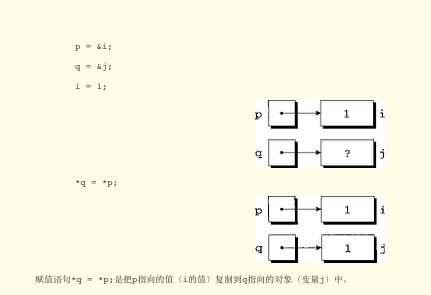 p = &i;
q = &j;
i = 1;
p 1 i
q ? j
*q = *p;
p 1 i
q 1 j
赋值语句*q = *p;是把p指向的值（i的值）复制到q指向的对象（变量j）中。